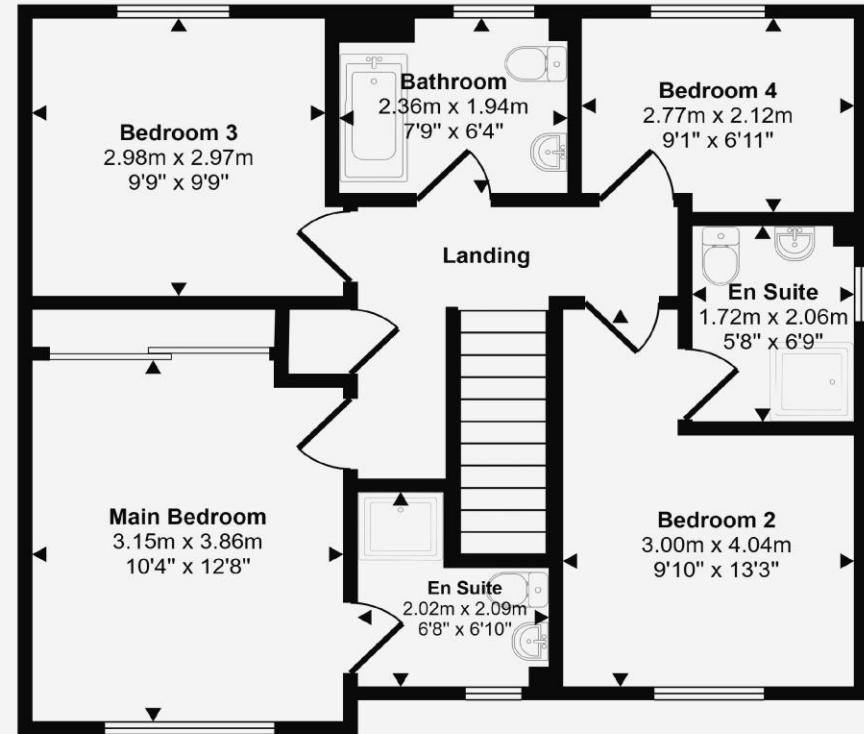 Bedroom 3
2.98m x 2.97m
9'9" x 9'9"
Bathroom
2.36m x 1.94m
7'9" x 6'4"
Bedroom 4
2.77m x 2.12m
9'1" x 6'11"
Landing
En Suite
1.72m x 2.06m
5'8" x 6'9"
Main Bedroom
3.15m x 3.86m
10'4" x 12'8"
En Suite
2.02m x 2.09m
6'8" x 6'10"
Bedroom 2
3.00m x 4.04m
9'10" x 13'3"